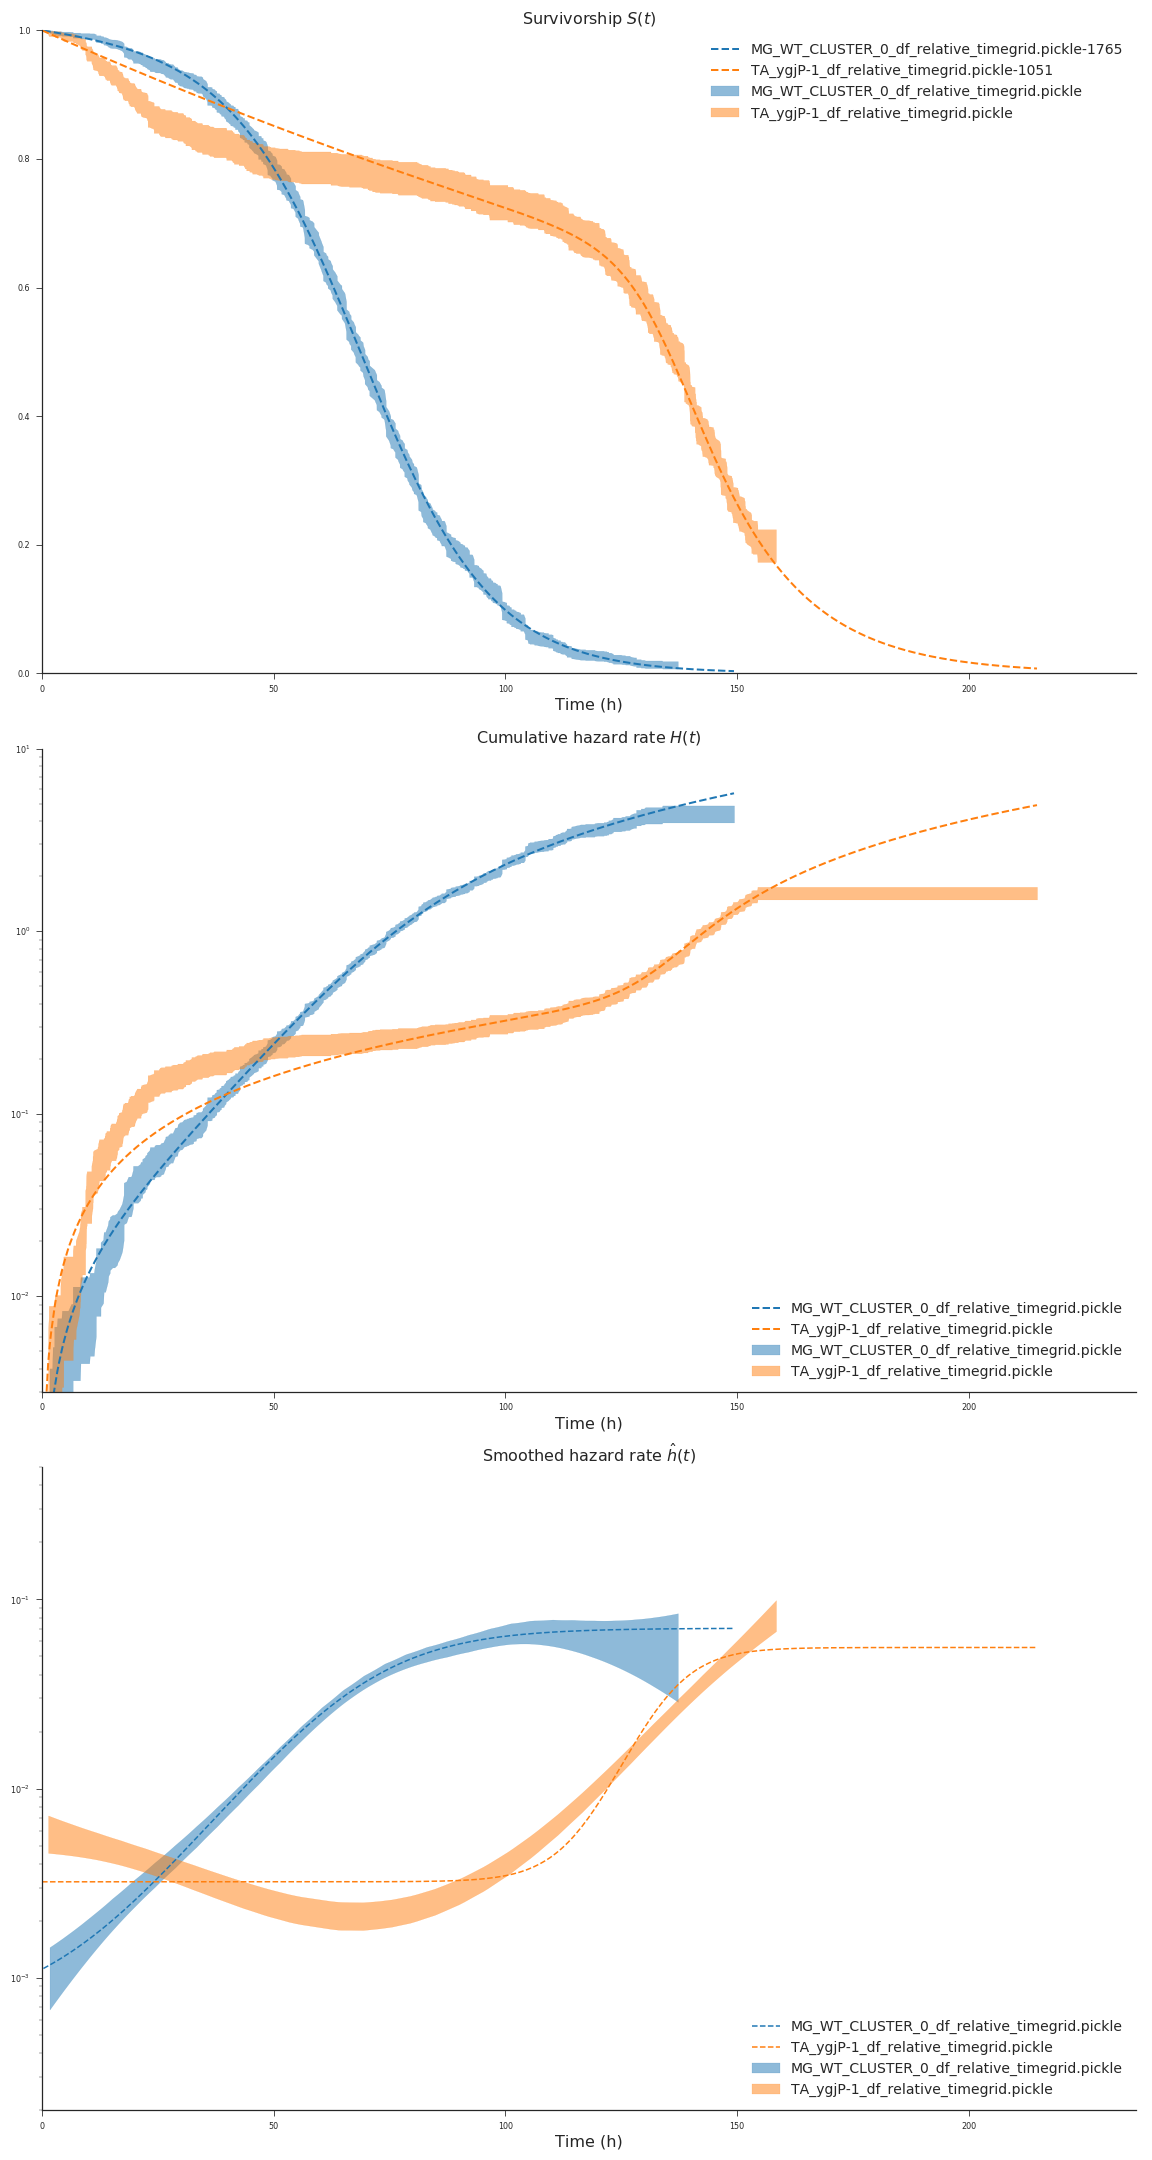 Survivorship S(t)
1.0
0.8
0.6
0.4
0.2
0.0
MG_WT_CLUSTER_0_df_relative_timegrid.pickle-1765
TA_ygjP-1_df_relative_timegrid.pickle-1051
MG_WT_CLUSTER_0_df_relative_timegrid.pickle
TA_ygjP-1_df_relative_timegrid.pickle
0 50 100 150 200
Time (h)
Cumulative hazard rate H(t)
10¹
10⁰
10⁻¹
10⁻²
MG_WT_CLUSTER_0_df_relative_timegrid.pickle
TA_ygjP-1_df_relative_timegrid.pickle
MG_WT_CLUSTER_0_df_relative_timegrid.pickle
TA_ygjP-1_df_relative_timegrid.pickle
0 50 100 150 200
Time (h)
Smoothed hazard rate ĥ(t)
10⁻¹
10⁻²
10⁻³
MG_WT_CLUSTER_0_df_relative_timegrid.pickle
TA_ygjP-1_df_relative_timegrid.pickle
MG_WT_CLUSTER_0_df_relative_timegrid.pickle
TA_ygjP-1_df_relative_timegrid.pickle
0 50 100 150 200
Time (h)